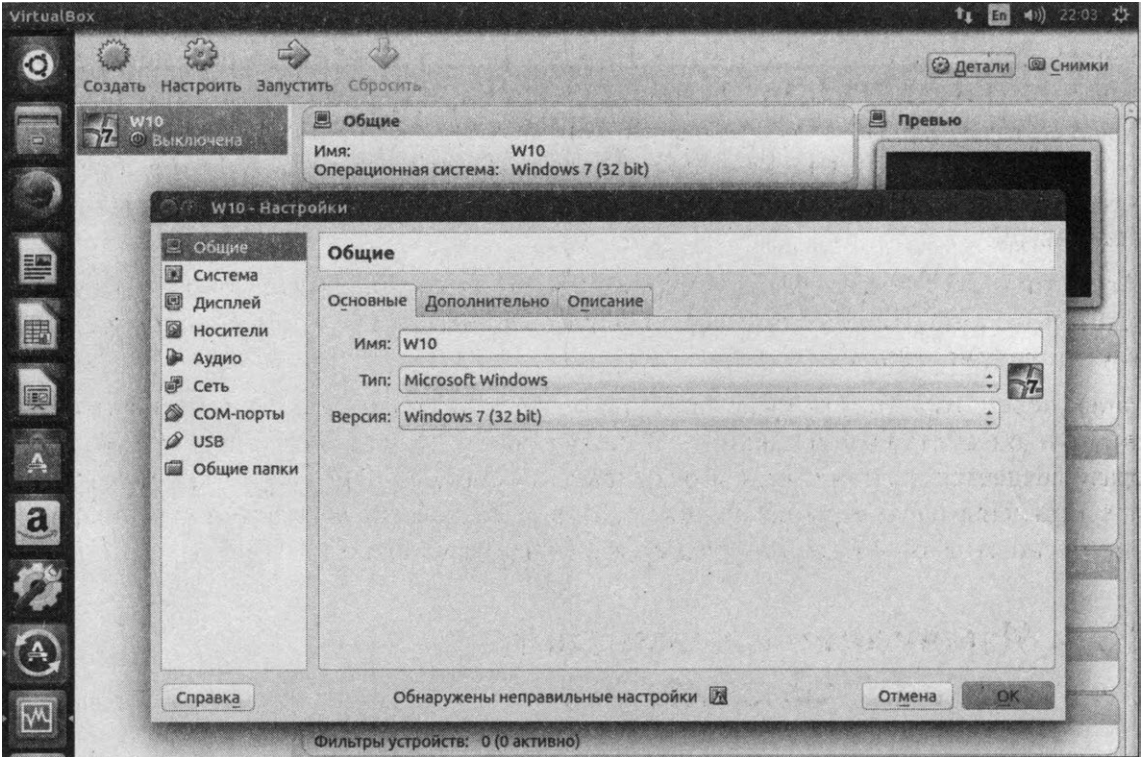 VirtualBox
En 22:03
Создать Настроить Запустить Сбросить
Детали Снимки
W10
Выключена
Общие
Имя: W10
Операционная система: Windows 7 (32 bit)
Превью
W10 - Настройки
Общие
Система
Дисплей
Носители
Аудио
Сеть
COM-порты
USB
Общие папки
Общие
Основные Дополнительно Описание
Имя: W10
Тип: Microsoft Windows
7
Версия: Windows 7 (32 bit)
Справка
Обнаружены неправильные настройки
Отмена
OK
Фильтры устройств: 0 (0 активно)